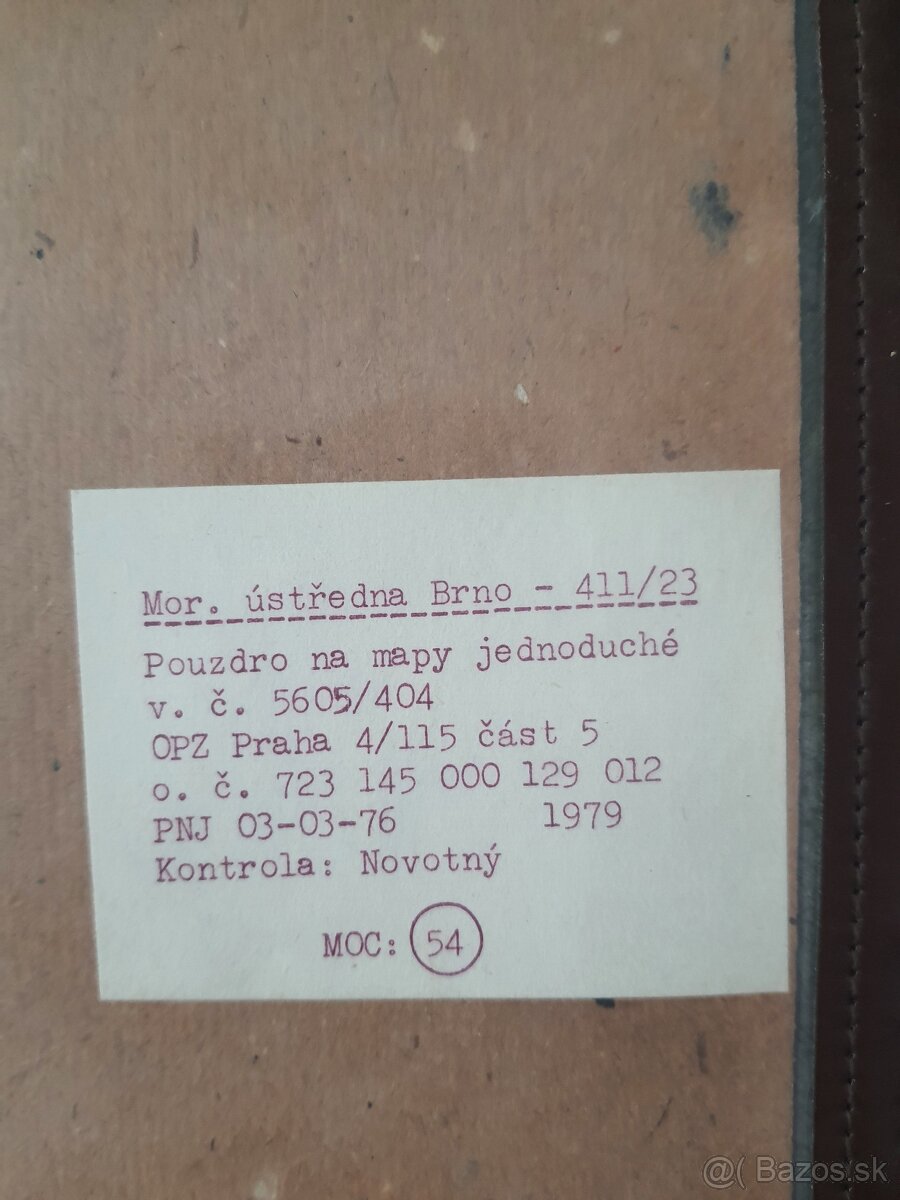 Mor. ústředna Brno - 411/23
Pouzdro na mapy jednoduché
v. č. 5605/404
OPZ Praha 4/115 část 5
o. č. 723 145 000 129 012
PNJ 03-03-76 1979
Kontrola: Novotný
MOC: 54
@( Bazos.sk